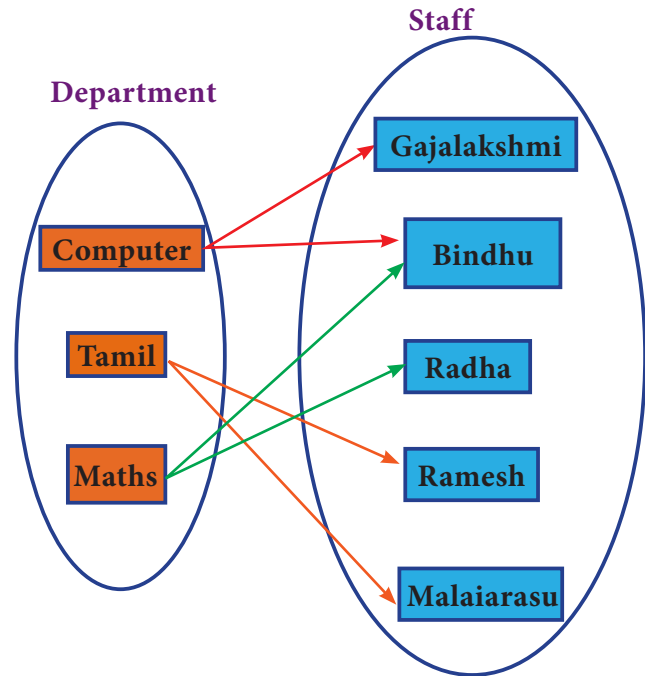 Staff
Department
Gajalakshmi
Computer
Bindhu
Tamil
Radha
Maths
Ramesh
Malaiarasu